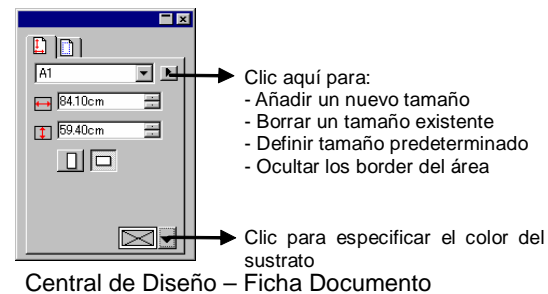 A1
84.10cm
59.40cm
Clic aquí para:
- Añadir un nuevo tamaño
- Borrar un tamaño existente
- Definir tamaño predeterminado
- Ocultar los border del área
Clic para especificar el color del
sustrato
Central de Diseño – Ficha Documento